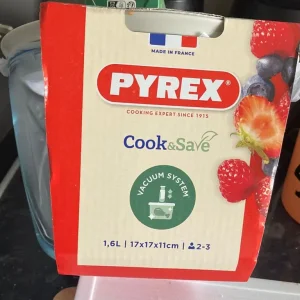 MADE IN FRANCE
PYREX®
COOKING EXPERT SINCE 1915
Cook&Save
VACUUM SYSTEM
1,6L | 17x17x11cm | 2-3